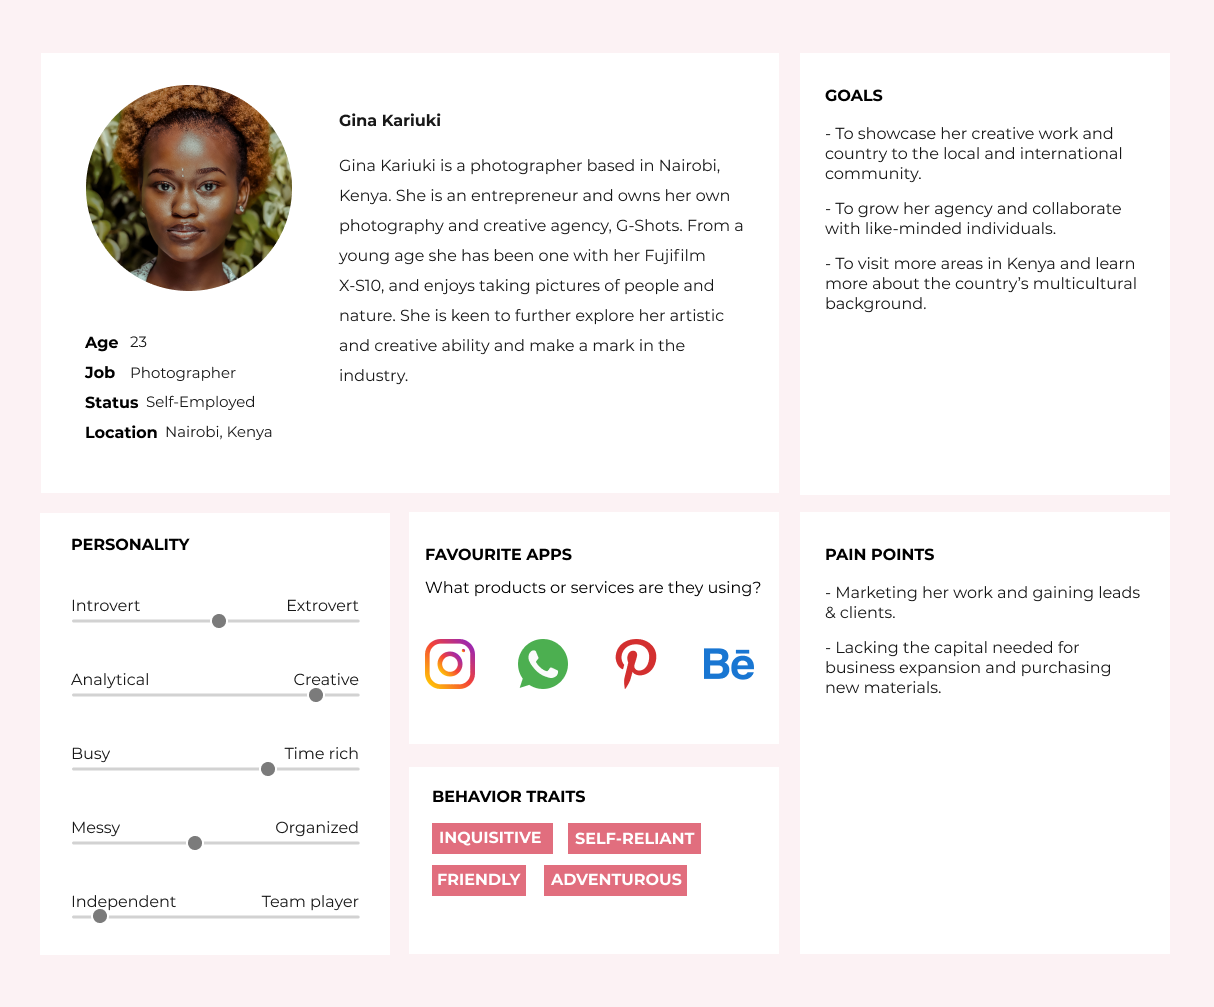 Gina Kariuki
Gina Kariuki is a photographer based in Nairobi,
Kenya. She is an entrepreneur and owns her own
photography and creative agency, G-Shots. From a
young age she has been one with her Fujifilm
X-S10, and enjoys taking pictures of people and
nature. She is keen to further explore her artistic
and creative ability and make a mark in the
industry.
Age 23
Job Photographer
Status Self-Employed
Location Nairobi, Kenya
GOALS
- To showcase her creative work and
country to the local and international
community.
- To grow her agency and collaborate
with like-minded individuals.
- To visit more areas in Kenya and learn
more about the country’s multicultural
background.
PERSONALITY
Introvert Extrovert
Analytical Creative
Busy Time rich
Messy Organized
Independent Team player
FAVOURITE APPS
What products or services are they using?
Bē
BEHAVIOR TRAITS
INQUISITIVE SELF-RELIANT
FRIENDLY ADVENTUROUS
PAIN POINTS
- Marketing her work and gaining leads
& clients.
- Lacking the capital needed for
business expansion and purchasing
new materials.